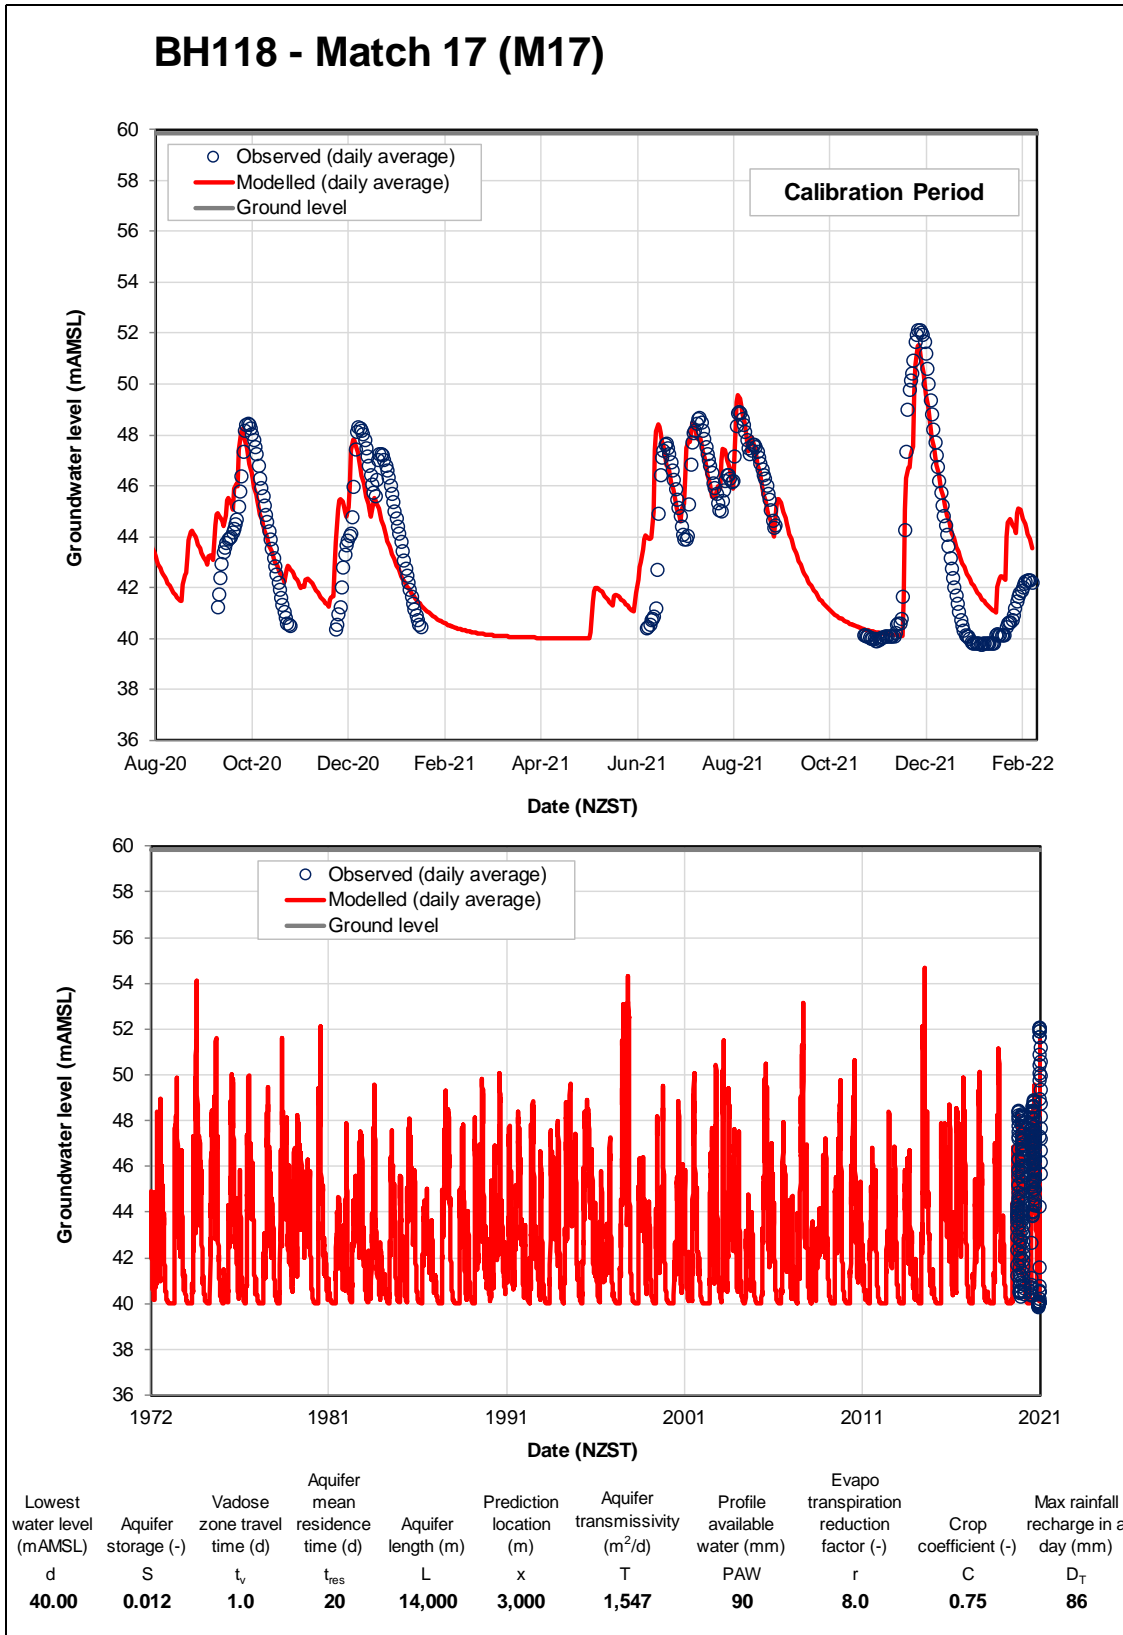 BH118 - Match 17 (M17)
60
58
56
54
52
50
48
46
44
42
40
38
36
Groundwater level (mAMSL)
Observed (daily average)
Modelled (daily average)
Ground level
Calibration Period
Aug-20 Oct-20 Dec-20 Feb-21 Apr-21 Jun-21 Aug-21 Oct-21 Dec-21 Feb-22
Date (NZST)
60
58
56
54
52
50
48
46
44
42
40
38
36
Groundwater level (mAMSL)
Observed (daily average)
Modelled (daily average)
Ground level
1972 1981 1991 2001 2011 2021
Date (NZST)
Lowest
water level
(mAMSL)
d
40.00
Aquifer
storage (-)
S
0.012
Vadose
zone travel
time (d)
tv
1.0
Aquifer
mean
residence
time (d)
tres
20
Aquifer
length (m)
L
14,000
Prediction
location
(m)
x
3,000
Aquifer
transmissivity
(m²/d)
T
1,547
Profile
available
water (mm)
PAW
90
Evapo
transpiration
reduction
factor (-)
r
8.0
Crop
coefficient (-)
C
0.75
Max rainfall
recharge in a
day (mm)
DT
86